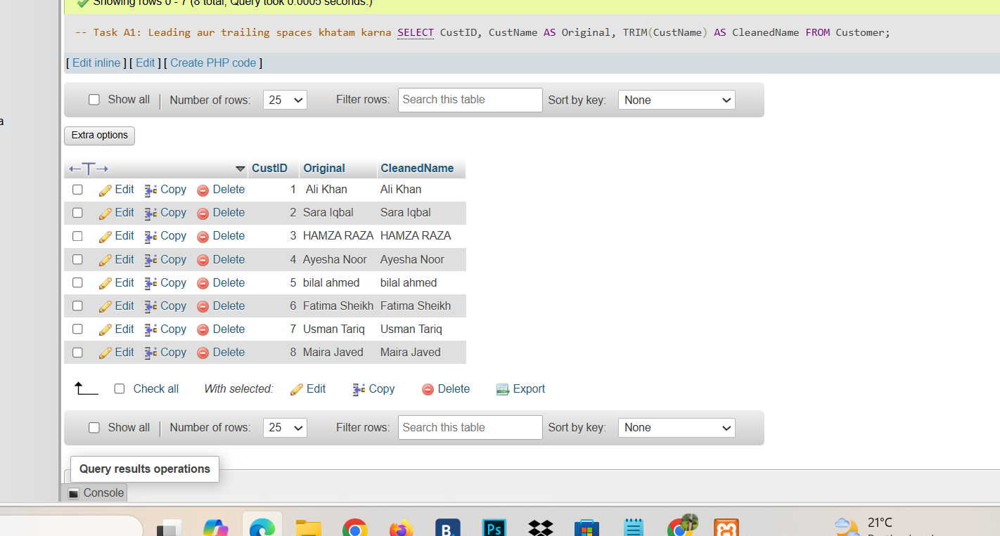 Showing rows 0 - 7 (8 total, Query took 0.0005 seconds.)
-- Task A1: Leading aur trailing spaces khatam karna SELECT CustID, CustName AS Original, TRIM(CustName) AS CleanedName FROM Customer;
[ Edit inline ] [ Edit ] [ Create PHP code ]
Show all Number of rows: 25 Filter rows: Search this table Sort by key: None
a
Extra options
CustID Original CleanedName
Edit Copy Delete 1 Ali Khan Ali Khan
Edit Copy Delete 2 Sara Iqbal Sara Iqbal
Edit Copy Delete 3 HAMZA RAZA HAMZA RAZA
Edit Copy Delete 4 Ayesha Noor Ayesha Noor
Edit Copy Delete 5 bilal ahmed bilal ahmed
Edit Copy Delete 6 Fatima Sheikh Fatima Sheikh
Edit Copy Delete 7 Usman Tariq Usman Tariq
Edit Copy Delete 8 Maira Javed Maira Javed
Check all With selected: Edit Copy Delete Export
Show all Number of rows: 25 Filter rows: Search this table Sort by key: None
Query results operations
Console
B.
Ps
21°C